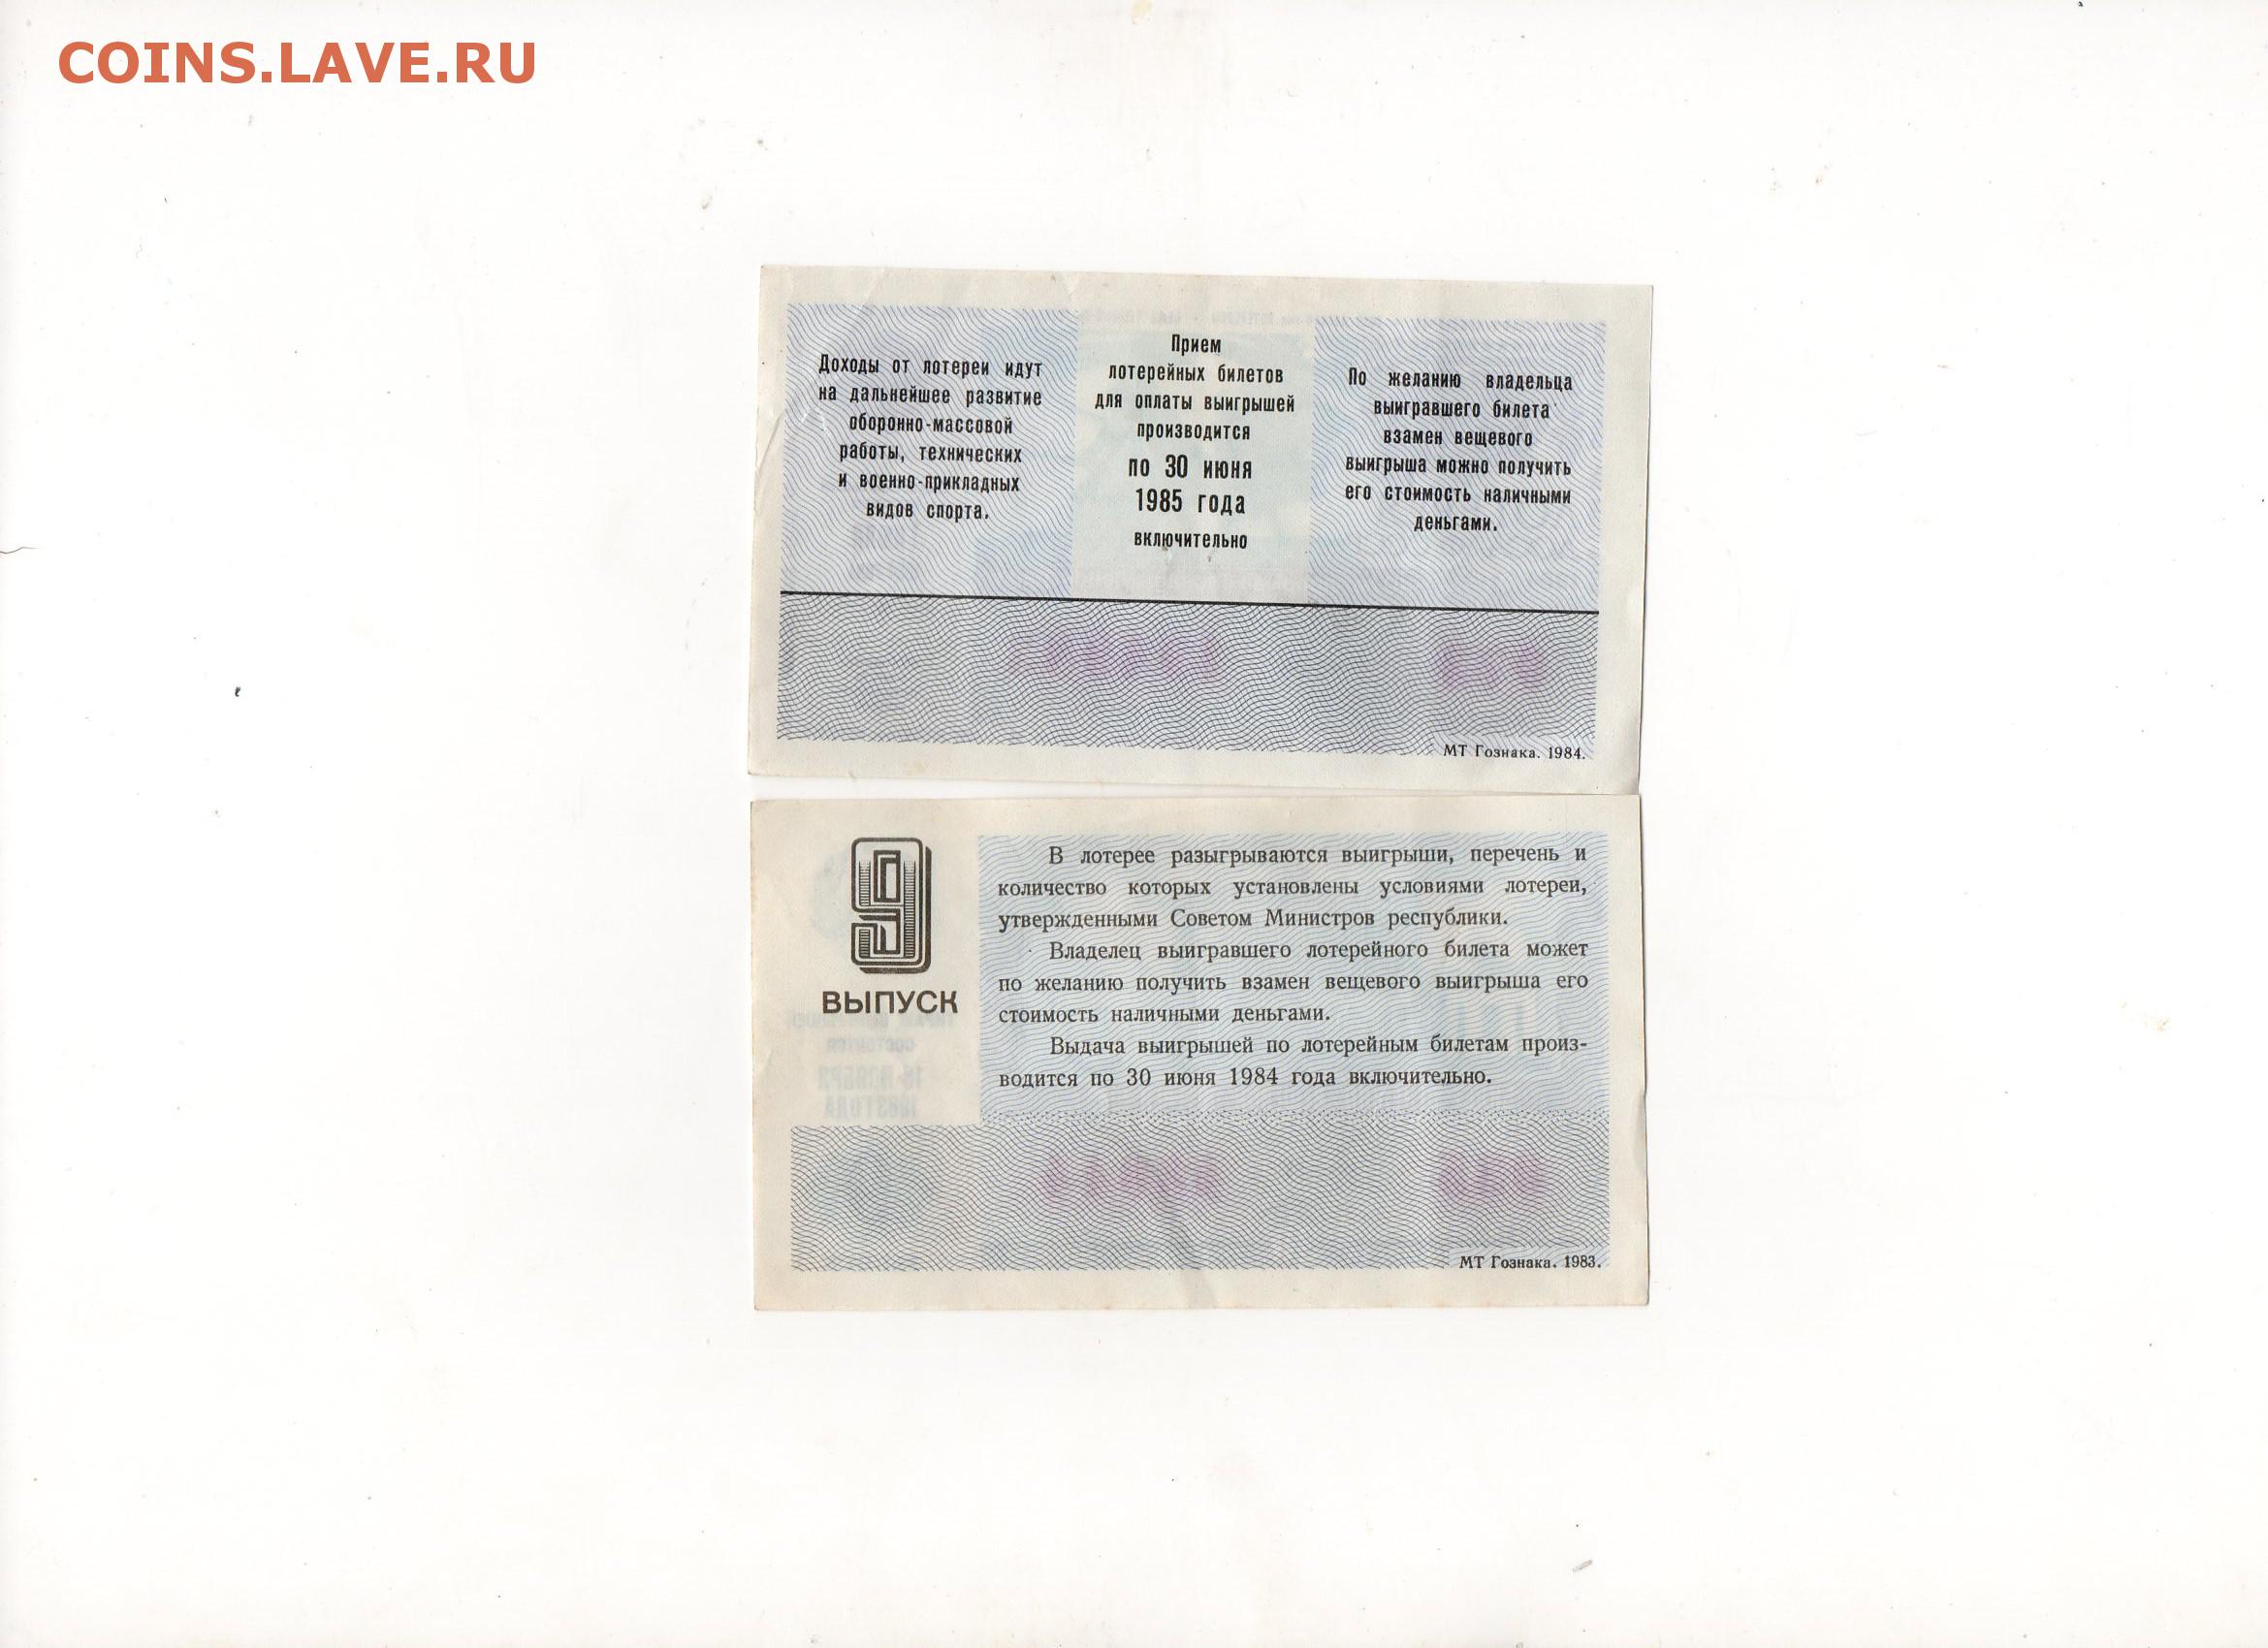 COINS.LAVE.RU
Доходы от лотереи идут
на дальнейшее развитие
оборонно-массовой
работы, технических
и военно-прикладных
видов спорта.
Прием
лотерейных билетов
для оплаты выигрышей
производится
по 30 июня
1985 года
включительно
По желанию владельца
выигравшего билета
взамен вещевого
выигрыша можно получить
его стоимость наличными
деньгами.
МТ Гознака. 1984.
9
ВЫПУСК
В лотерее разыгрываются выигрыши, перечень и
количество которых установлены условиями лотереи,
утвержденными Советом Министров республики.
Владелец выигравшего лотерейного билета может
по желанию получить взамен вещевого выигрыша его
стоимость наличными деньгами.
Выдача выигрышей по лотерейным билетам произ-
водится по 30 июня 1984 года включительно.
МТ Гознака. 1983.